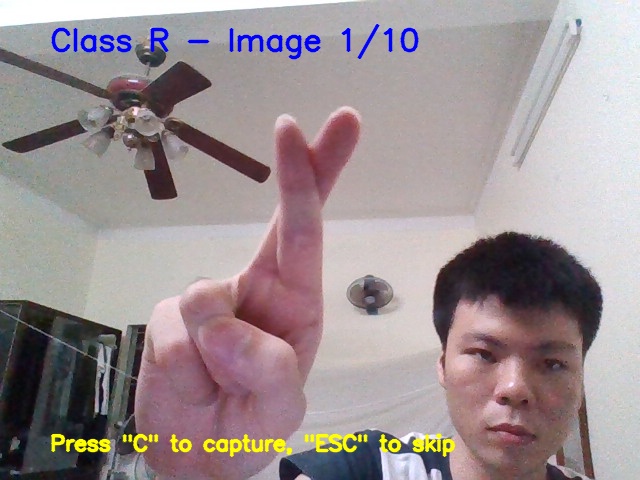 Class R - Image 1/10
Press "C" to capture, "ESC" to skip